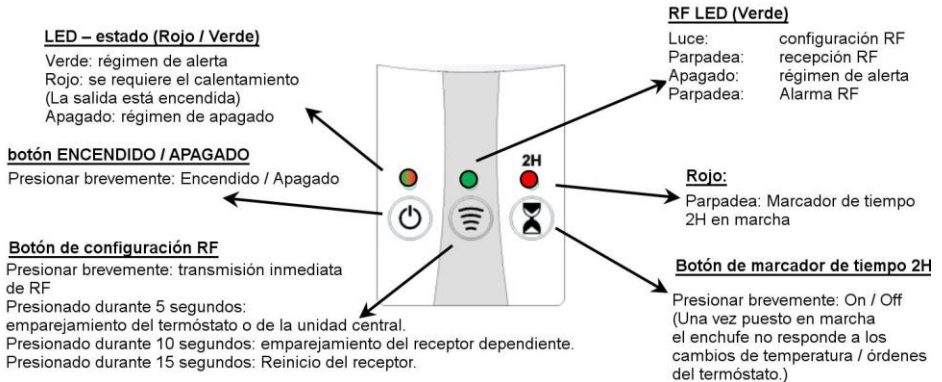 LED – estado (Rojo / Verde)
Verde: régimen de alerta
Rojo: se requiere el calentamiento
(La salida está encendida)
Apagado: régimen de apagado
RF LED (Verde)
Luce: configuración RF
Parpadea: recepción RF
Apagado: régimen de alerta
Parpadea: Alarma RF
botón ENCENDIDO / APAGADO
Presionar brevemente: Encendido / Apagado
2H
Rojo:
Parpadea: Marcador de tiempo
2H en marcha
Botón de configuración RF
Presionar brevemente: transmisión inmediata
de RF
Presionado durante 5 segundos:
emparejamiento del termóstato o de la unidad central.
Presionado durante 10 segundos: emparejamiento del receptor dependiente.
Presionado durante 15 segundos: Reinicio del receptor.
Botón de marcador de tiempo 2H
Presionar brevemente: On / Off
(Una vez puesto en marcha
el enchufe no responde a los
cambios de temperatura / órdenes
del termóstato.)